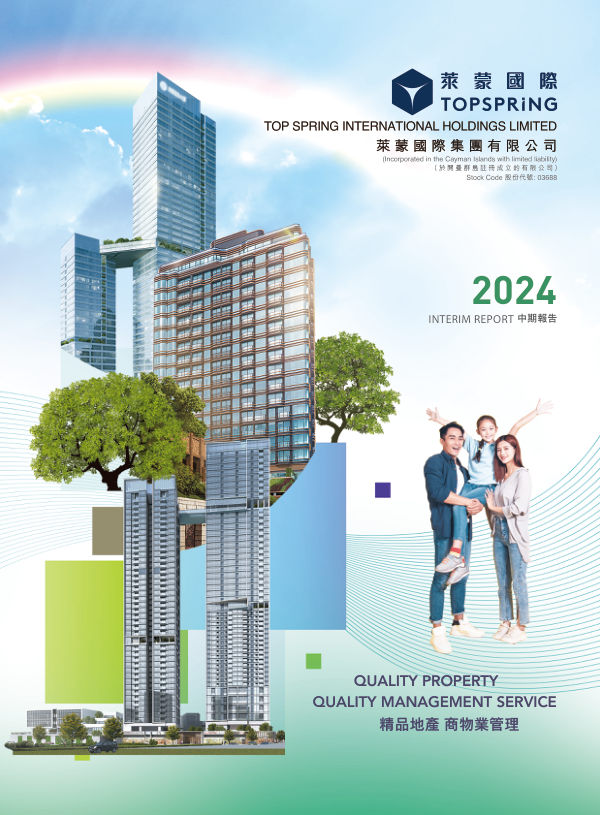 萊蒙國際
TOPSPRiNG
TOP SPRING INTERNATIONAL HOLDINGS LIMITED
萊蒙國際集團有限公司
(Incorporated in the Cayman Islands with limited liability)
(於開曼群島註冊成立的有限公司)
Stock Code 股份代號: 03688
2024
INTERIM REPORT 中期報告
QUALITY PROPERTY
QUALITY MANAGEMENT SERVICE
精品地產 商物業管理